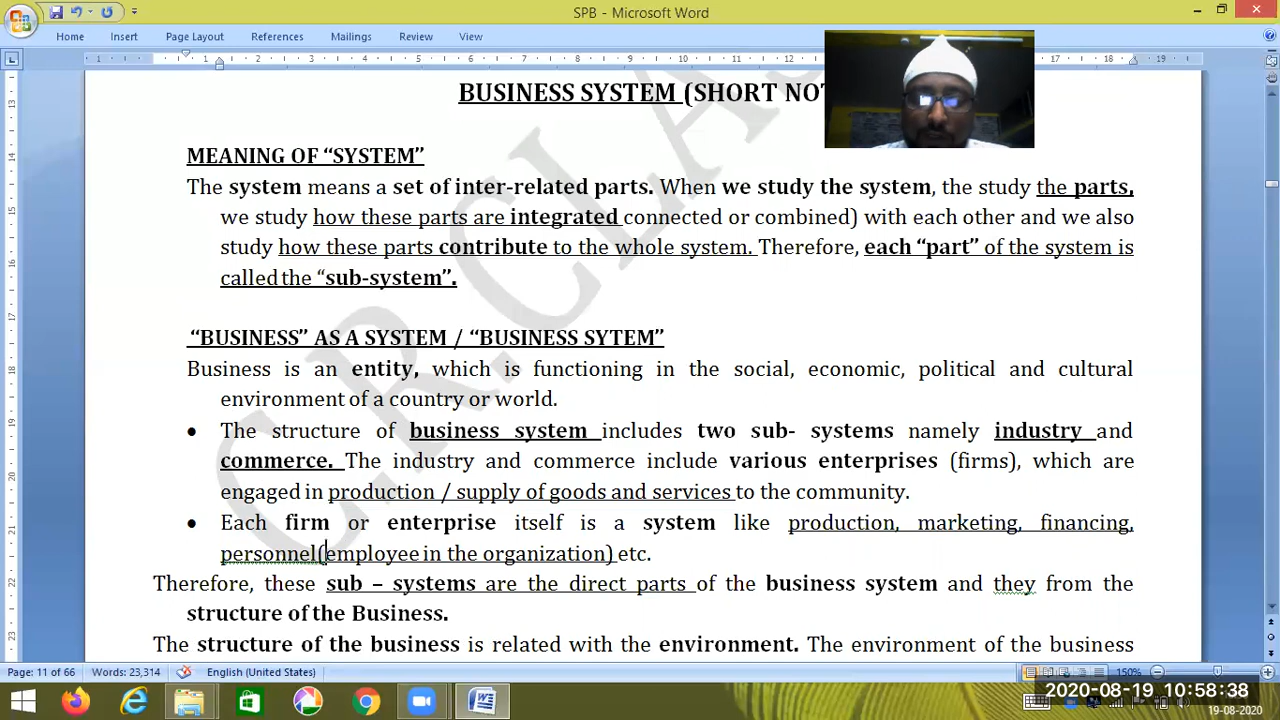 SPB - Microsoft Word
Home Insert Page Layout References Mailings Review View
BUSINESS SYSTEM (SHORT NOT
MEANING OF “SYSTEM”
The system means a set of inter-related parts. When we study the system, the study the parts,
we study how these parts are integrated connected or combined) with each other and we also
study how these parts contribute to the whole system. Therefore, each “part” of the system is
called the “sub-system”.
“BUSINESS” AS A SYSTEM / “BUSINESS SYTEM”
Business is an entity, which is functioning in the social, economic, political and cultural
environment of a country or world.
• The structure of business system includes two sub- systems namely industry and
commerce. The industry and commerce include various enterprises (firms), which are
engaged in production / supply of goods and services to the community.
• Each firm or enterprise itself is a system like production, marketing, financing,
personnel(employee in the organization) etc.
Therefore, these sub – systems are the direct parts of the business system and they from the
structure of the Business.
The structure of the business is related with the environment. The environment of the business
C.R.CLAS
Page: 11 of 66 Words: 23,314 English (United States) 150%
2020-08-19 10:58:38
19-08-2020